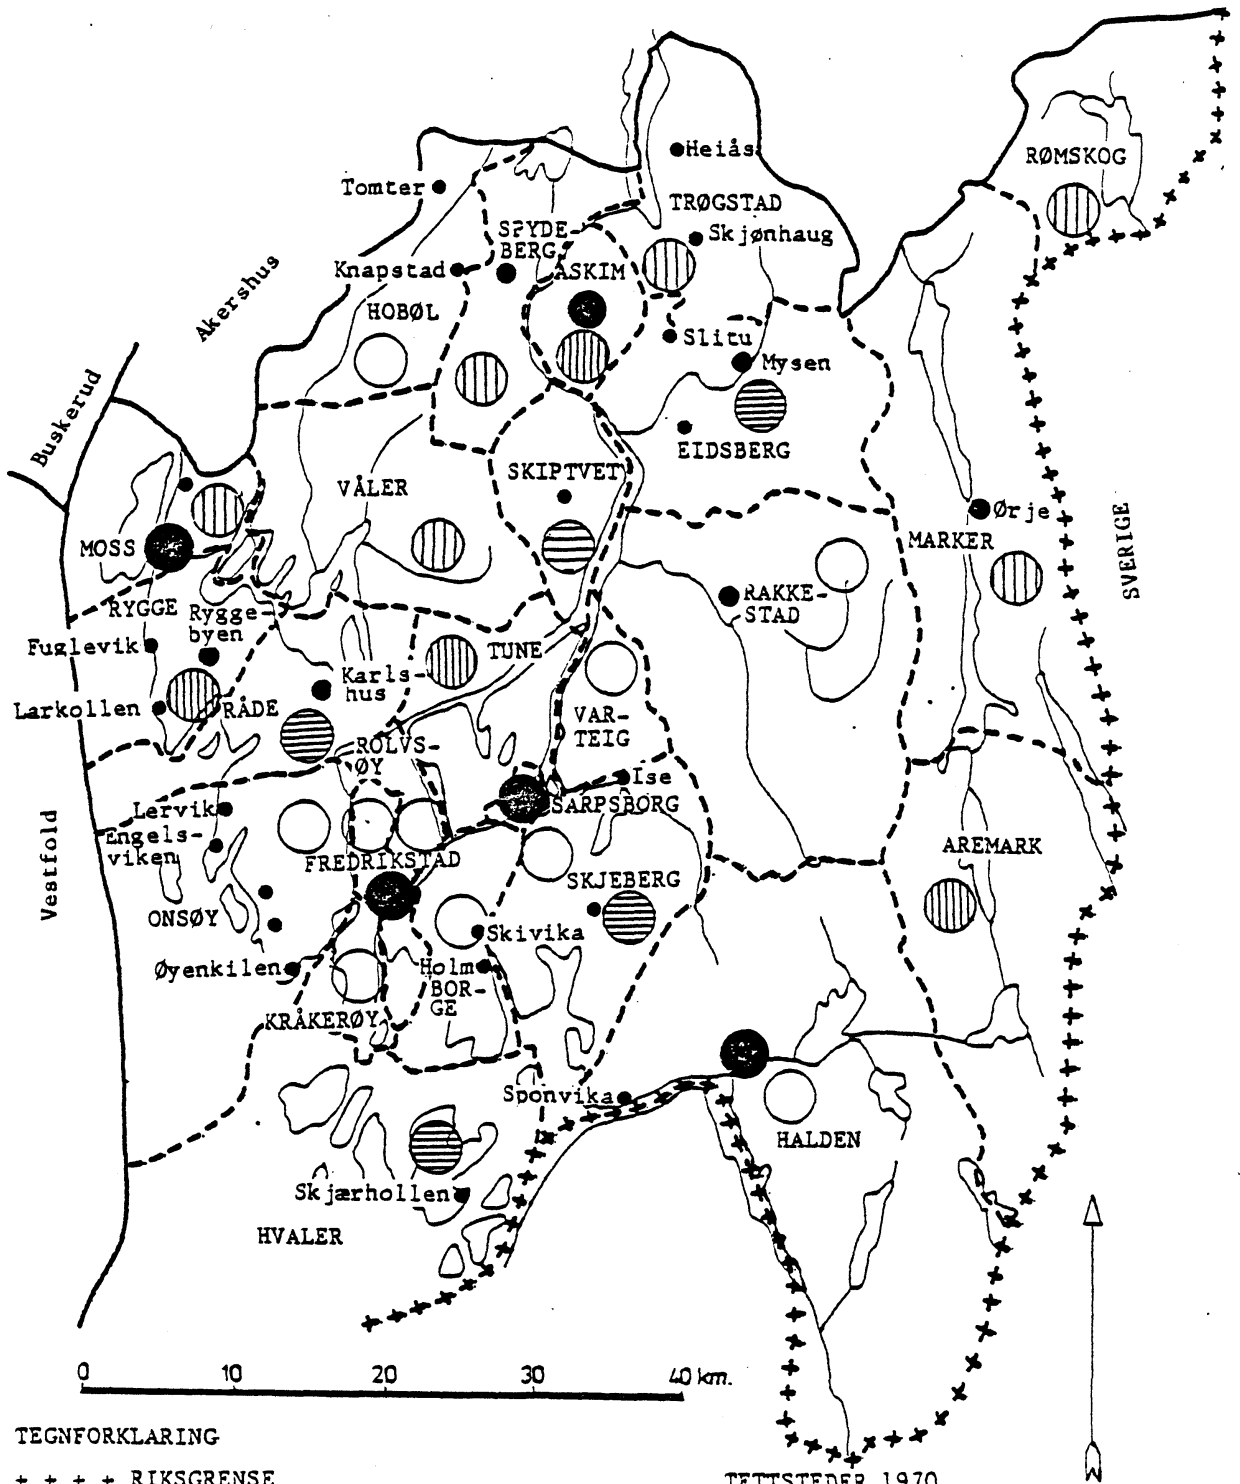 RØMSKOG
Heiås
Tomter
TRØGSTAD
SPYDE-
BERG
Skjønhaug
Knapstad
ASKIM
Akershus
HOBØL
Slitu
Mysen
Buskerud
EIDSBERG
SKIPTVET
VÅLER
Ørje
SVERIGE
MOSS
MARKER
RAKKE-
STAD
RYGGE
Rygge-
byen
Fuglevik
TUNE
Karls-
hus
Larkollen
RÅDE
VAR-
TEIG
ROLVS-
ØY
Ise
SARPSBORG
Lervik
Engels-
viken
AREMARK
FREDRIKSTAD
Vestfold
SKJEBERG
ONSØY
Skivika
Øyenkilen
Holm
BOR-
GE
KRÅKERØY
Sponvika
HALDEN
Skjærhollen
HVALER
0 10 20 30 40 km.
TEGNFORKLARING
+ + + + RIKSGRENSE
TETTSTEDER 1970